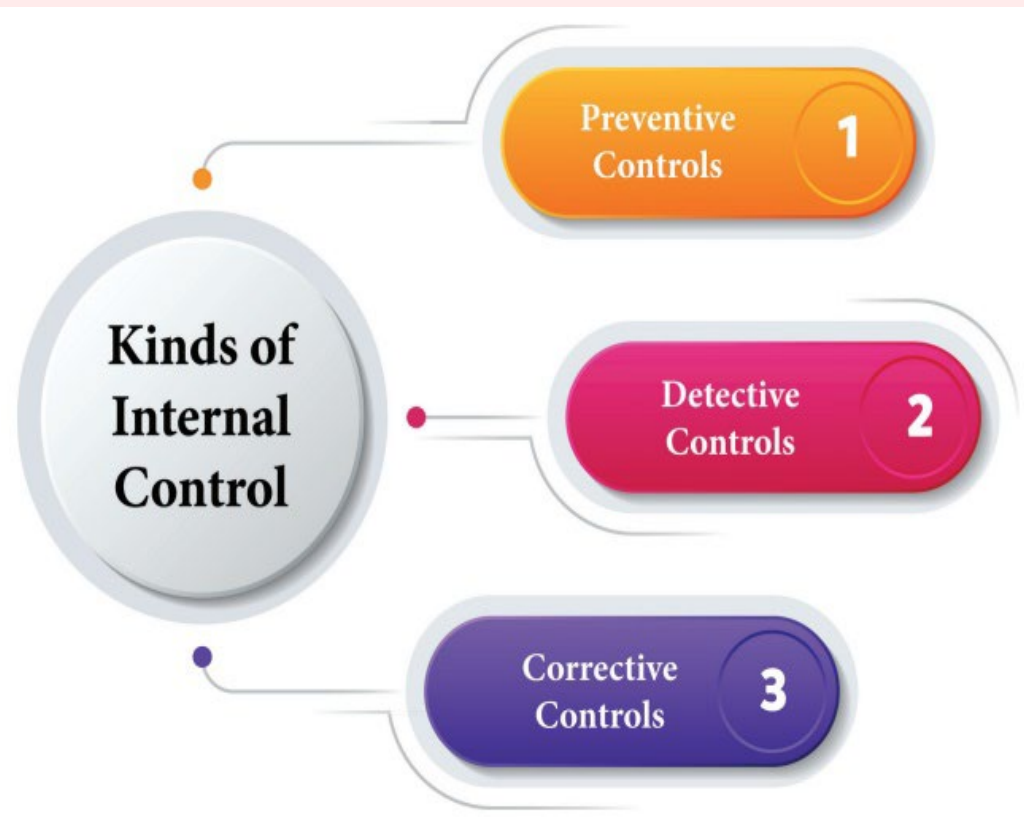 Kinds of
Internal
Control
Preventive
Controls
1
Detective
Controls
2
Corrective
Controls
3